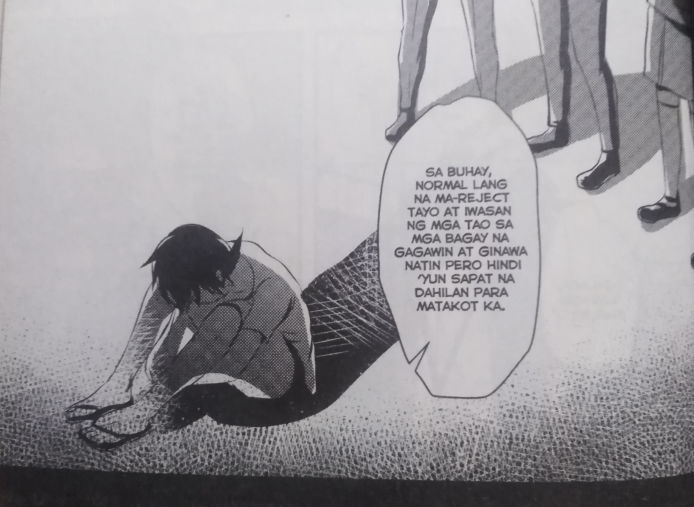 SA BUHAY,
NORMAL LANG
NA MA-REJECT
TAYO AT IWASAN
NG MGA TAO SA
MGA BAGAY NA
GAGAWIN AT GINAWA
NATIN PERO HINDI
'YUN SAPAT NA
DAHILAN PARA
MATAKOT KA.